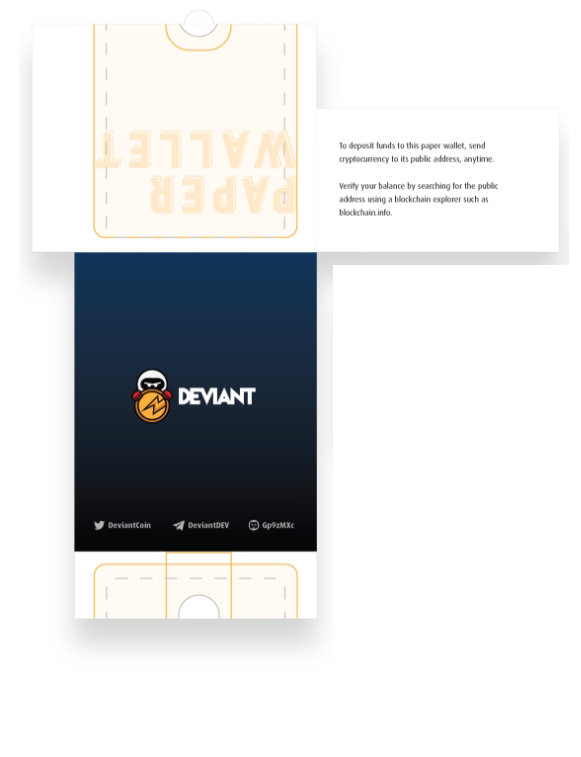 WALLET
PAPER
To deposit funds to this paper wallet, send
cryptocurrency to its public address, anytime.
Verify your balance by searching for the public
address using a blockchain explorer such as
blockchain.info.
DEVIANT
DeviantCoin
DeviantDEV
Gp9zMXc